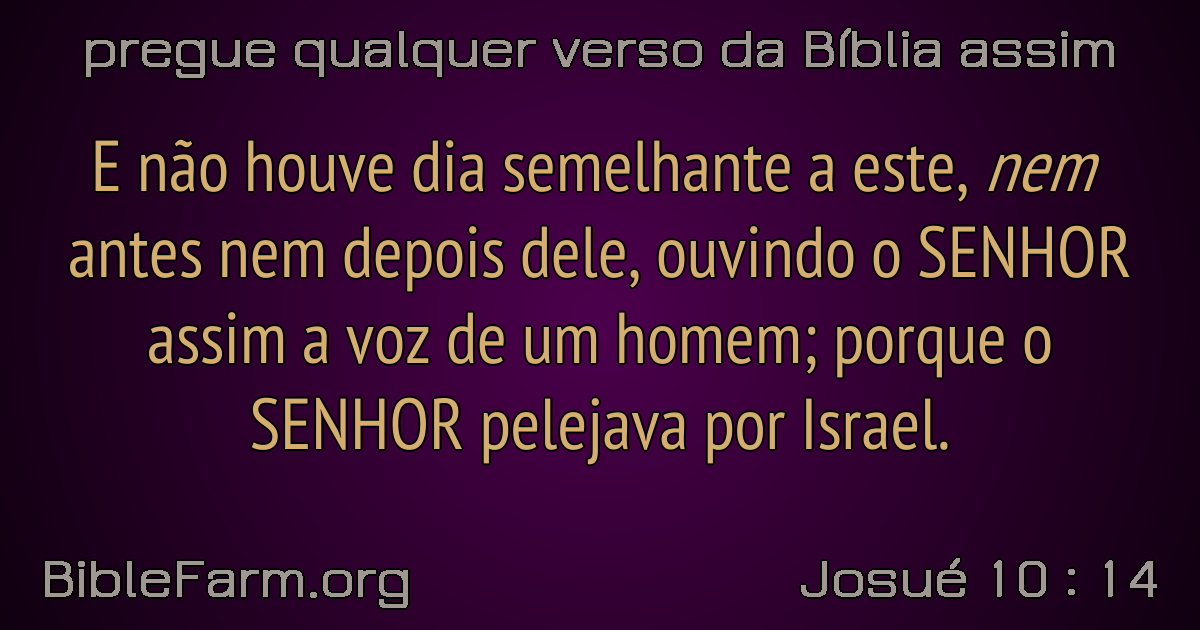 pregue qualquer verso da Bíblia assim
E não houve dia semelhante a este, nem
antes nem depois dele, ouvindo o SENHOR
assim a voz de um homem; porque o
SENHOR pelejava por Israel.
BibleFarm.org
Josué 10 : 14